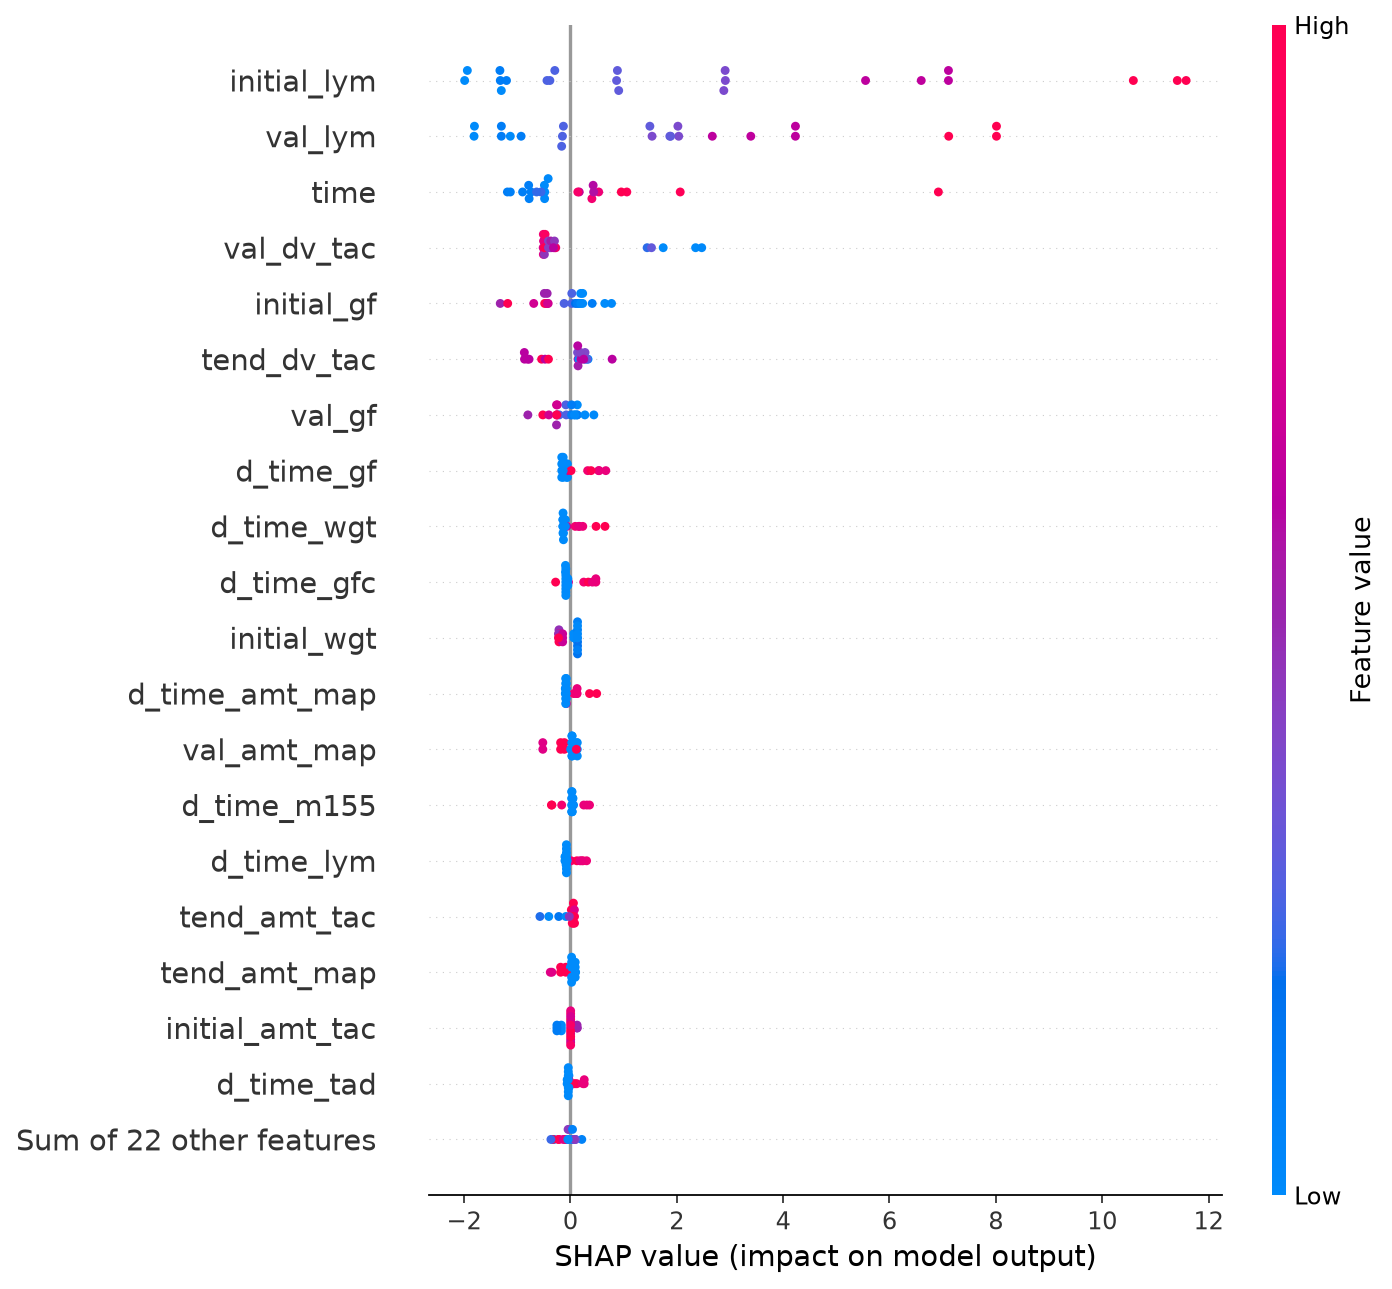 High
initial_lym
val_lym
time
val_dv_tac
initial_gf
tend_dv_tac
val_gf
d_time_gf
d_time_wgt
d_time_gfc
initial_wgt
d_time_amt_map
val_amt_map
d_time_m155
d_time_lym
tend_amt_tac
tend_amt_map
initial_amt_tac
d_time_tad
Sum of 22 other features
Feature value
Low
−2 0 2 4 6 8 10 12
SHAP value (impact on model output)